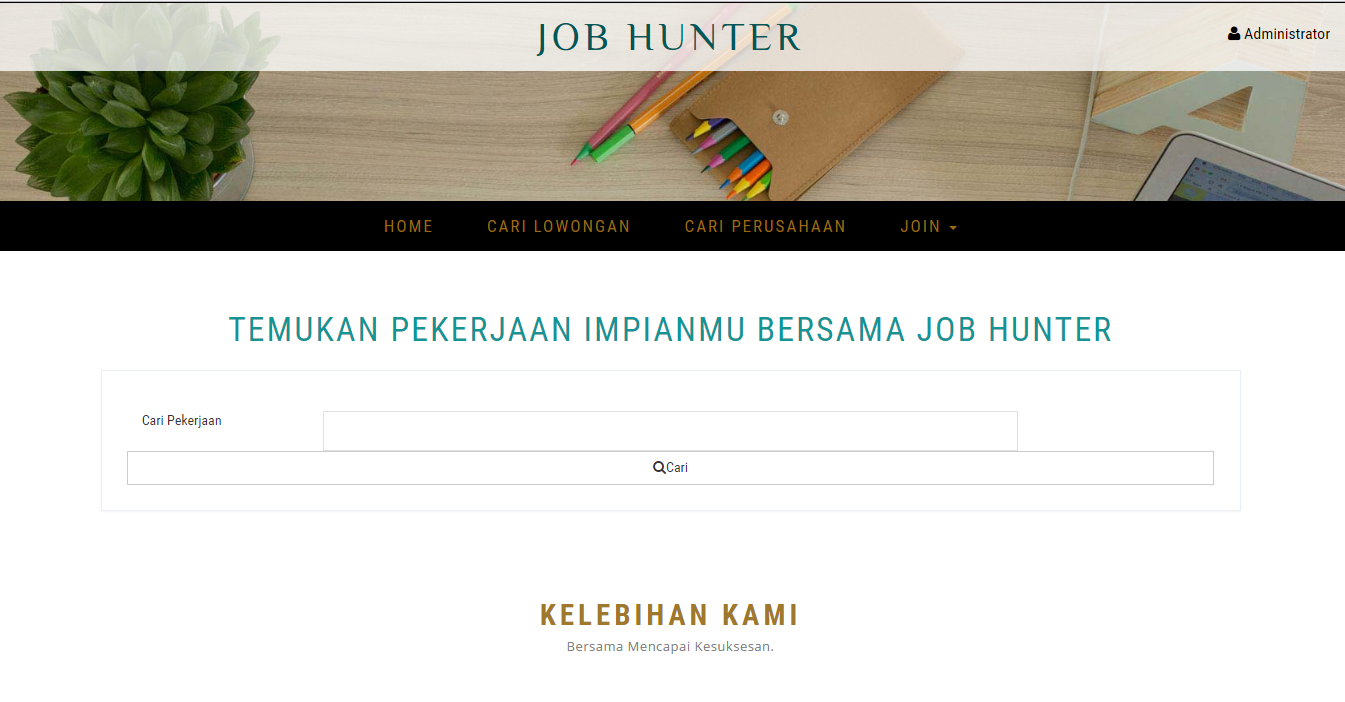 JOB HUNTER
Administrator
HOME CARI LOWONGAN CARI PERUSAHAAN JOIN
TEMUKAN PEKERJAAN IMPIANMU BERSAMA JOB HUNTER
Cari Pekerjaan
Cari
KELEBIHAN KAMI
Bersama Mencapai Kesuksesan.